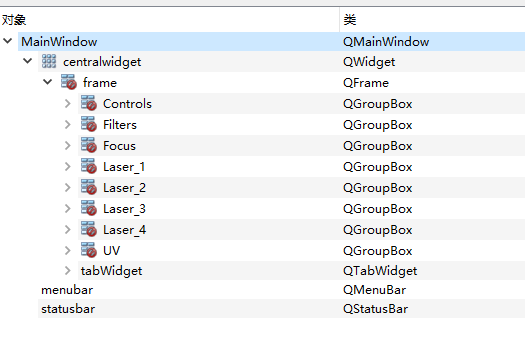 对象 类
MainWindow QMainWindow
centralwidget QWidget
frame QFrame
Controls QGroupBox
Filters QGroupBox
Focus QGroupBox
Laser_1 QGroupBox
Laser_2 QGroupBox
Laser_3 QGroupBox
Laser_4 QGroupBox
UV QGroupBox
tabWidget QTabWidget
menubar QMenuBar
statusbar QStatusBar